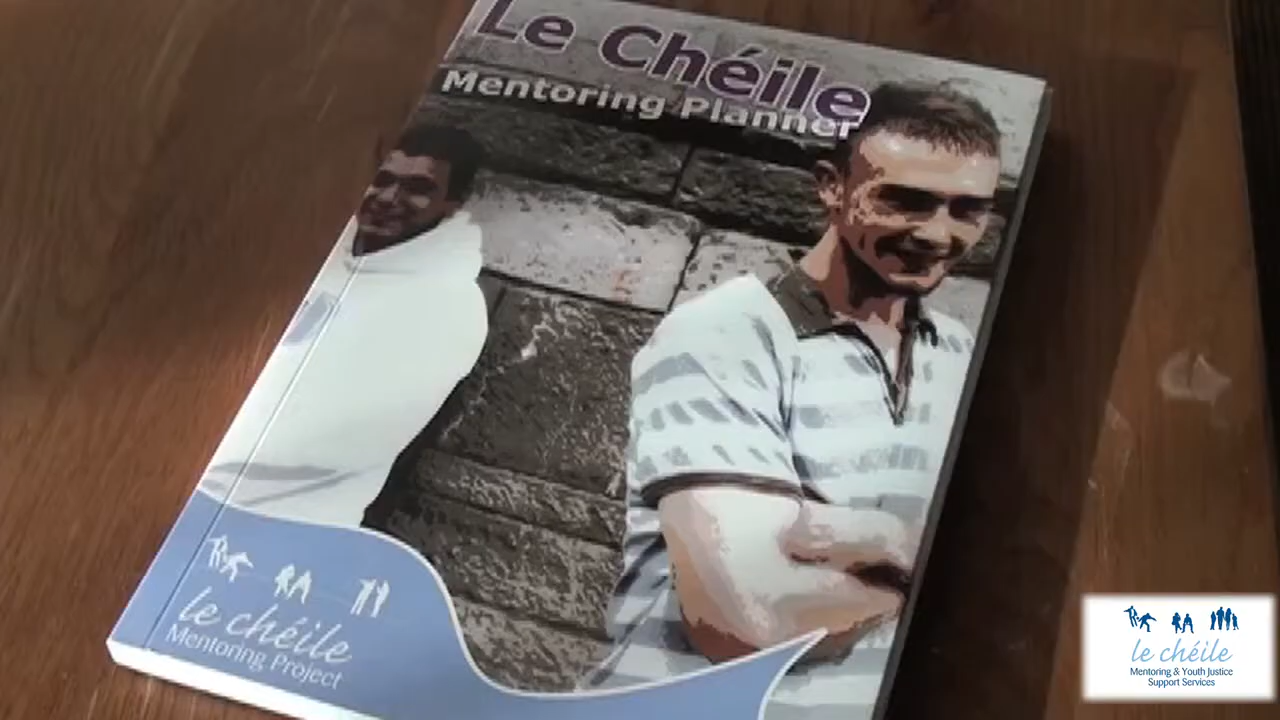 Le Chéile
Mentoring Planner
le chéile
Mentoring Project
le chéile
Mentoring & Youth Justice
Support Services